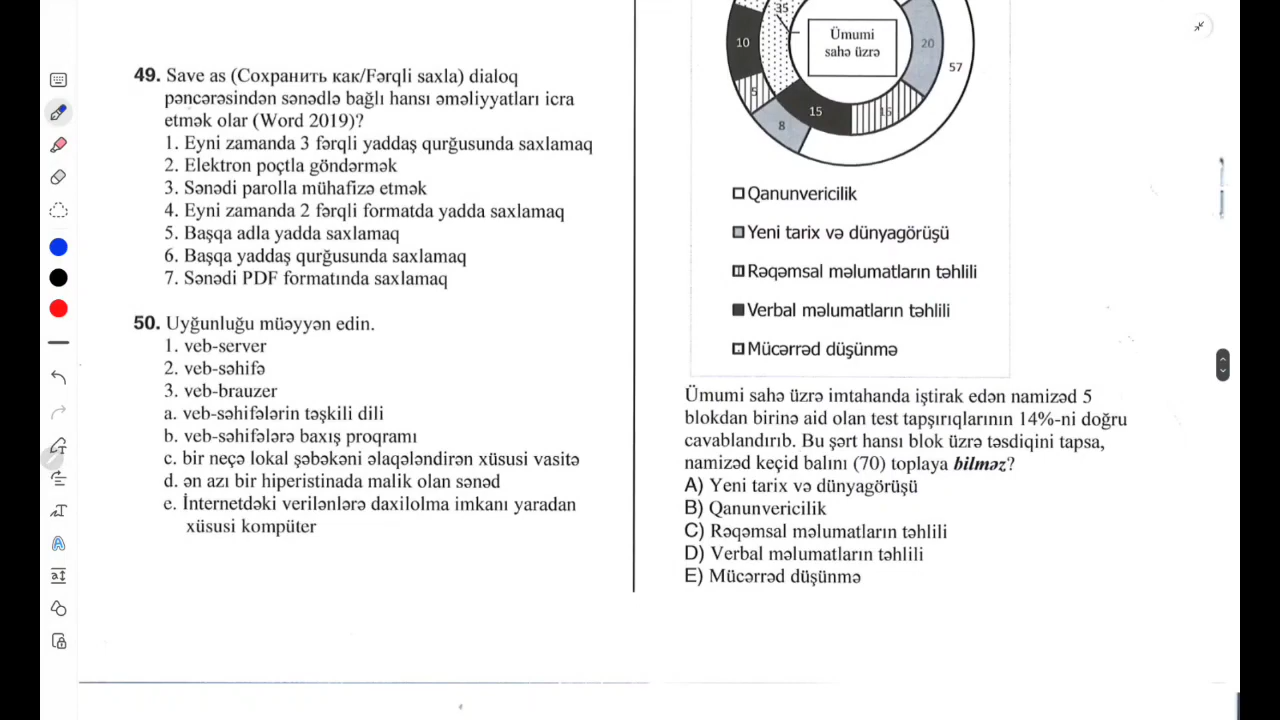 49. Save as (Сохранить как/Fərqli saxla) dialoq
pəncərəsindən sənədlə bağlı hansı əməliyyatları icra
etmək olar (Word 2019)?
1. Eyni zamanda 3 fərqli yaddaş qurğusunda saxlamaq
2. Elektron poçtla göndərmək
3. Sənədi parolla mühafizə etmək
4. Eyni zamanda 2 fərqli formatda yadda saxlamaq
5. Başqa adla yadda saxlamaq
6. Başqa yaddaş qurğusunda saxlamaq
7. Sənədi PDF formatında saxlamaq
50. Uyğunluğu müəyyən edin.
1. veb-server
2. veb-səhifə
3. veb-brauzer
a. veb-səhifələrin təşkili dili
b. veb-səhifələrə baxış proqramı
c. bir neçə lokal şəbəkəni əlaqələndirən xüsusi vasitə
d. ən azı bir hiperistinada malik olan sənəd
e. İnternetdəki verilənlərə daxilolma imkanı yaradan
xüsusi kompüter
35
10
Ümumi
sahə üzrə
20
57
5
15
15
8
Qanunvericilik
Yeni tarix və dünyagörüşü
Rəqəmsal məlumatların təhlili
Verbal məlumatların təhlili
Mücərrəd düşünmə
Ümumi sahə üzrə imtahanda iştirak edən namizəd 5
blokdan birinə aid olan test tapşırıqlarının 14%-ni doğru
cavablandırıb. Bu şərt hansı blok üzrə təsdiqini tapsa,
namizəd keçid balını (70) toplaya bilməz?
A) Yeni tarix və dünyagörüşü
B) Qanunvericilik
C) Rəqəmsal məlumatların təhlili
D) Verbal məlumatların təhlili
E) Mücərrəd düşünmə